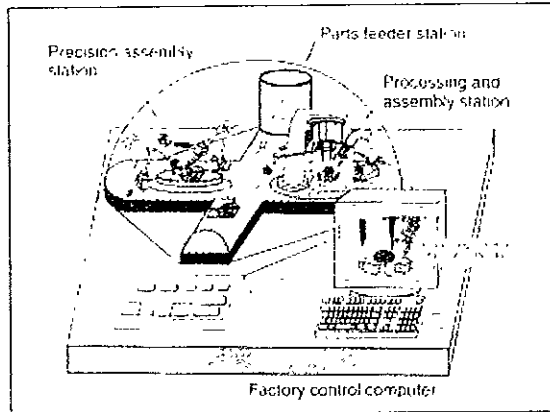 Parts feeder station
Precision assembly
station
Processing and
assembly station
Factory control computer